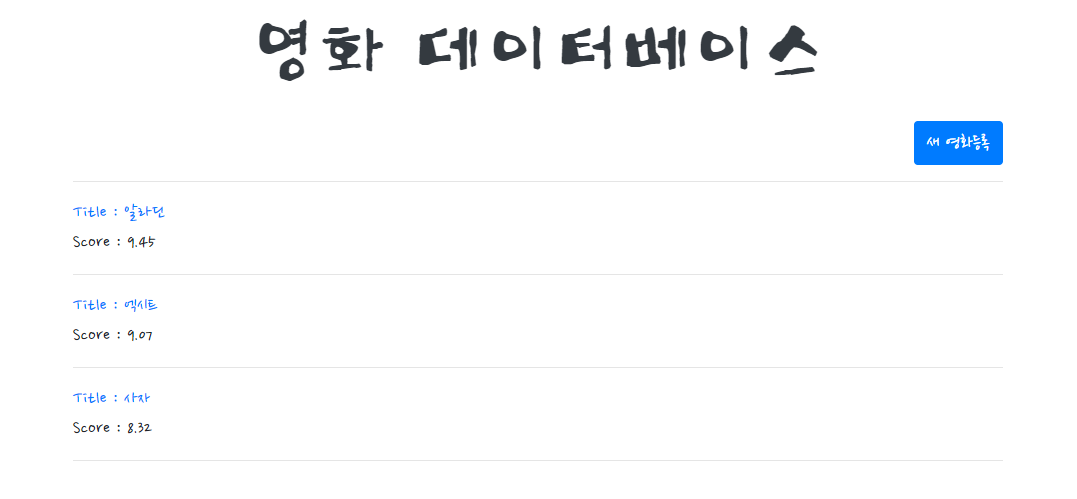 영화 데이터베이스
새 영화등록
Title : 알라딘
Score : 9.45
Title : 엑시트
Score : 9.07
Title : 사자
Score : 8.32